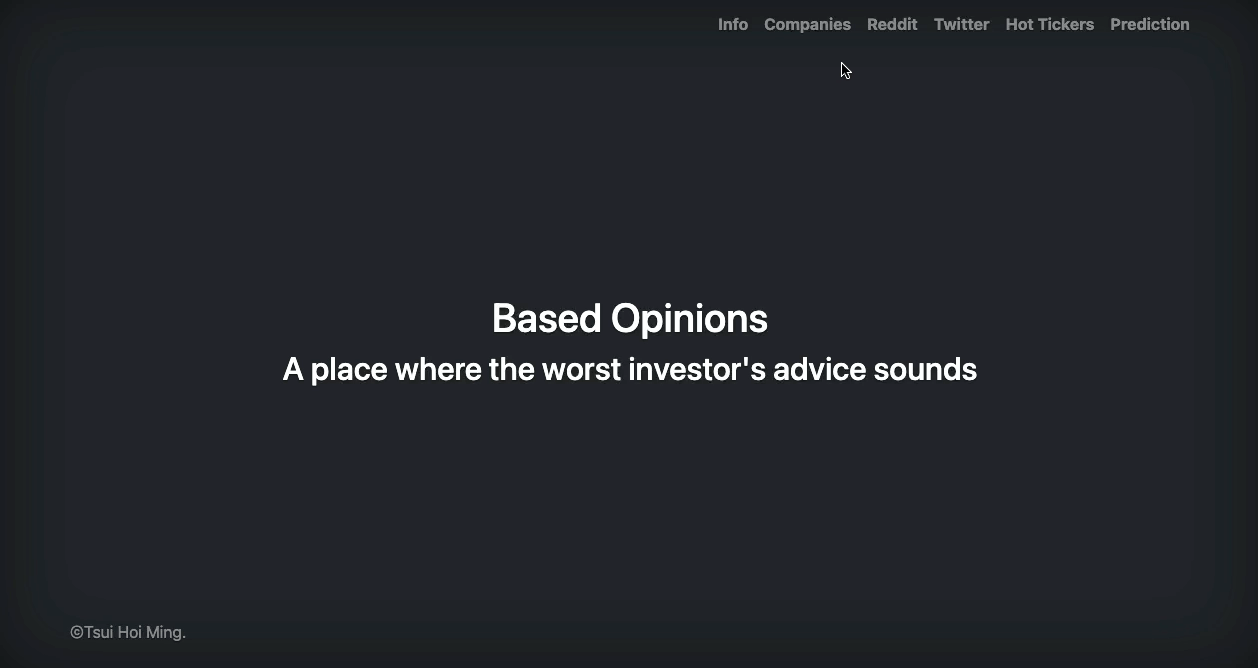 Info Companies Reddit Twitter Hot Tickers Prediction
Based Opinions
A place where the worst investor's advice sounds
©Tsui Hoi Ming.